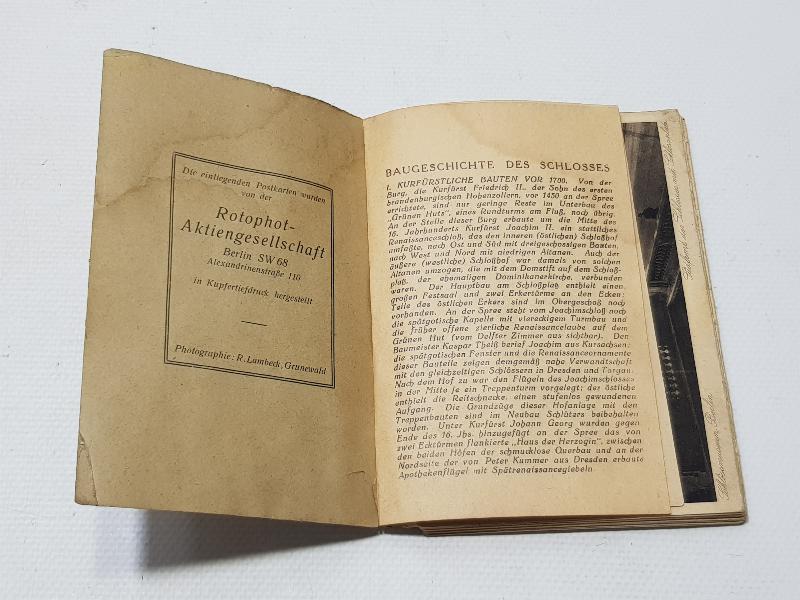 Die einliegenden Postkarten wurden
von der
Rotophot-
Aktiengesellschaft
Berlin SW 68
Alexandrinenstraße 110
in Kupfertiefdruck hergestellt
Photographie: R. Lambeck, Grunewald
BAUGESCHICHTE DES SCHLOSSES
I. KURFÜRSTLICHE BAUTEN VOR 1700. Von der
Burg, die Kurfürst Friedrich II., der Sohn des ersten
brandenburgischen Hohenzollern, vor 1450 an der Spree
errichtete, sind nur geringe Reste im Unterbau des
„Grünen Huts", eines Rundturms am Fluß, noch übrig.
An der Stelle dieser Burg erbaute um die Mitte des
16. Jahrhunderts Kurfürst Joachim II. ein stattliches
Renaissanceschloß, das den inneren (östlichen) Schloßhof
umfaßte, nach Ost und Süd mit dreigeschossigen Bauten,
nach West und Nord mit niedrigen Altanen. Auch der
äußere (westliche) Schloßhof war damals von solchen
Altanen umzogen, die mit dem Domstift auf dem Schloß-
platz, der ehemaligen Dominikanerkirche, verbunden
waren. Der Hauptbau am Schloßplatz enthielt einen
großen Festsaal und zwei Erkertürme an den Ecken;
Teile des östlichen Erkers sind im Obergeschoß noch
vorhanden. An der Spree steht vom Joachimschloß noch
die spätgotische Kapelle mit viereckigem Turmbau und
die früher offene zierliche Renaissancelaube auf dem
Grünen Hut (vom Delfter Zimmer aus sichtbar). Den
Baumeister Kaspar Theiß berief Joachim aus Kursachsen;
die spätgotischen Fenster und die Renaissanceornamente
dieser Bauteile zeigen demgemäß nahe Verwandtschaft
mit den gleichzeitigen Schlössern in Dresden und Torgau.
Nach dem Hof zu war den Flügeln des Joachimschlosses
in der Mitte je ein Treppenturm vorgelegt; der östliche
enthielt die Reitschnecke, einen stufenlos gewundenen
Aufgang. Die Grundzüge dieser Hofanlage mit den
Treppenbauten sind im Neubau Schlüters beibehalten
worden. Unter Kurfürst Johann Georg wurden gegen
Ende des 16. Jhs. hinzugefügt an der Spree das von
zwei Ecktürmen flankierte „Haus der Herzogin", zwischen
den beiden Höfen der schmucklose Querbau und an der
Nordseite der von Peter Kummer aus Dresden erbaute
Apothekenflügel mit Spätrenaissancegiebeln.